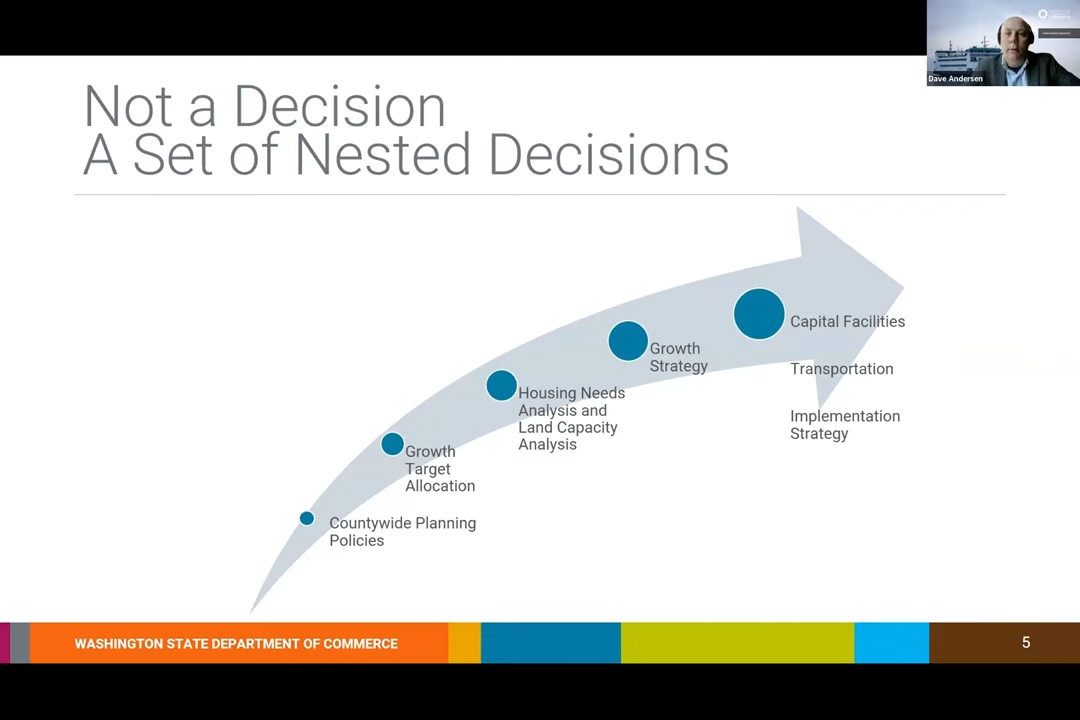 Dave Andersen
Not a Decision
A Set of Nested Decisions
Capital Facilities
Transportation
Implementation
Strategy
Growth
Strategy
Housing Needs
Analysis and
Land Capacity
Analysis
Growth
Target
Allocation
Countywide Planning
Policies
WASHINGTON STATE DEPARTMENT OF COMMERCE
5